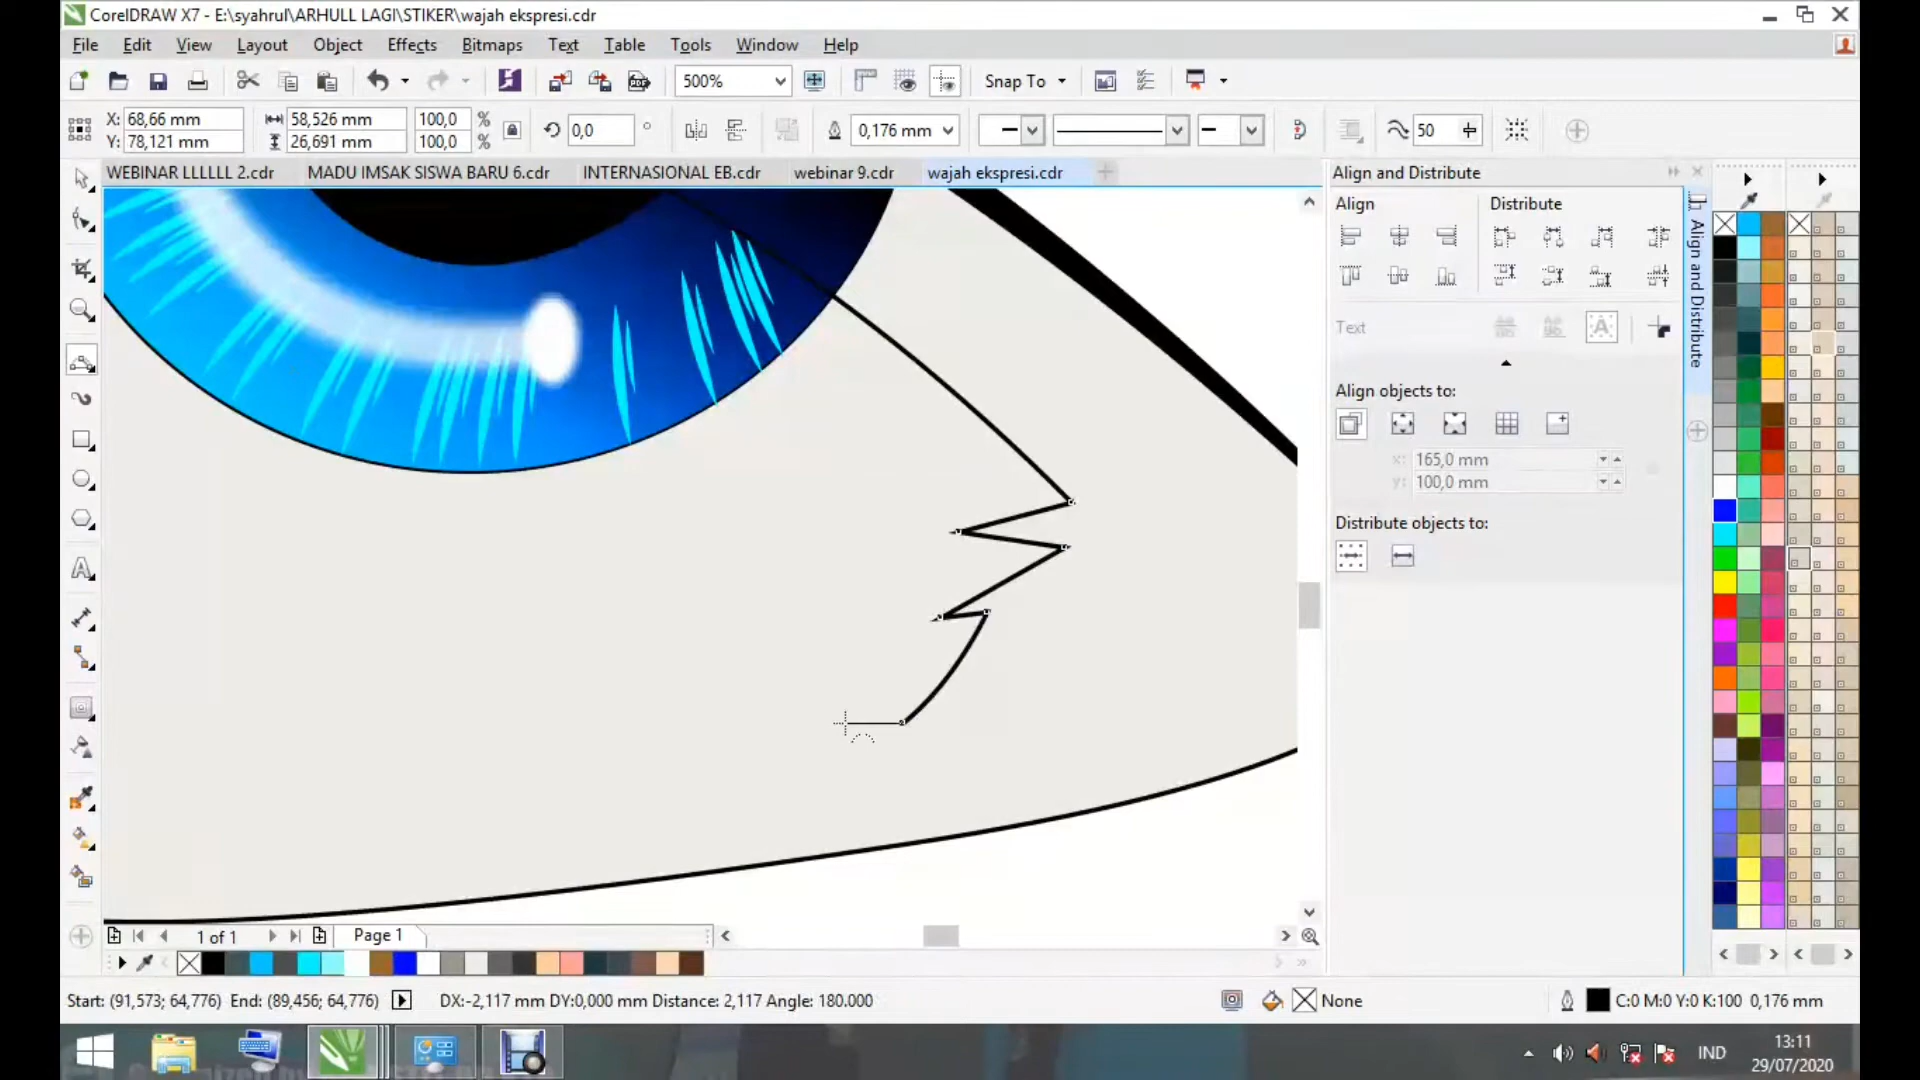 CorelDRAW X7 - E:\syahrul\ARHULL LAGI\STIKER\wajah ekspresi.cdr
File Edit View Layout Object Effects Bitmaps Text Table Tools Window Help
500% Snap To
X: 68,66 mm 58,526 mm 100,0 % 0,0 ° 0,176 mm 50
Y: 78,121 mm 26,691 mm 100,0 %
WEBINAR LLLLLL 2.cdr MADU IMSAK SISWA BARU 6.cdr INTERNASIONAL EB.cdr webinar 9.cdr wajah ekspresi.cdr
Align and Distribute
Align Distribute
Align and Distribute
Text
Align objects to:
x: 165,0 mm
y: 100,0 mm
Distribute objects to:
1 of 1 Page 1
Start: (91,573; 64,776) End: (89,456; 64,776) DX:-2,117 mm DY:0,000 mm Distance: 2,117 Angle: 180.000 None C:0 M:0 Y:0 K:100 0,176 mm
IND
13:11
29/07/2020